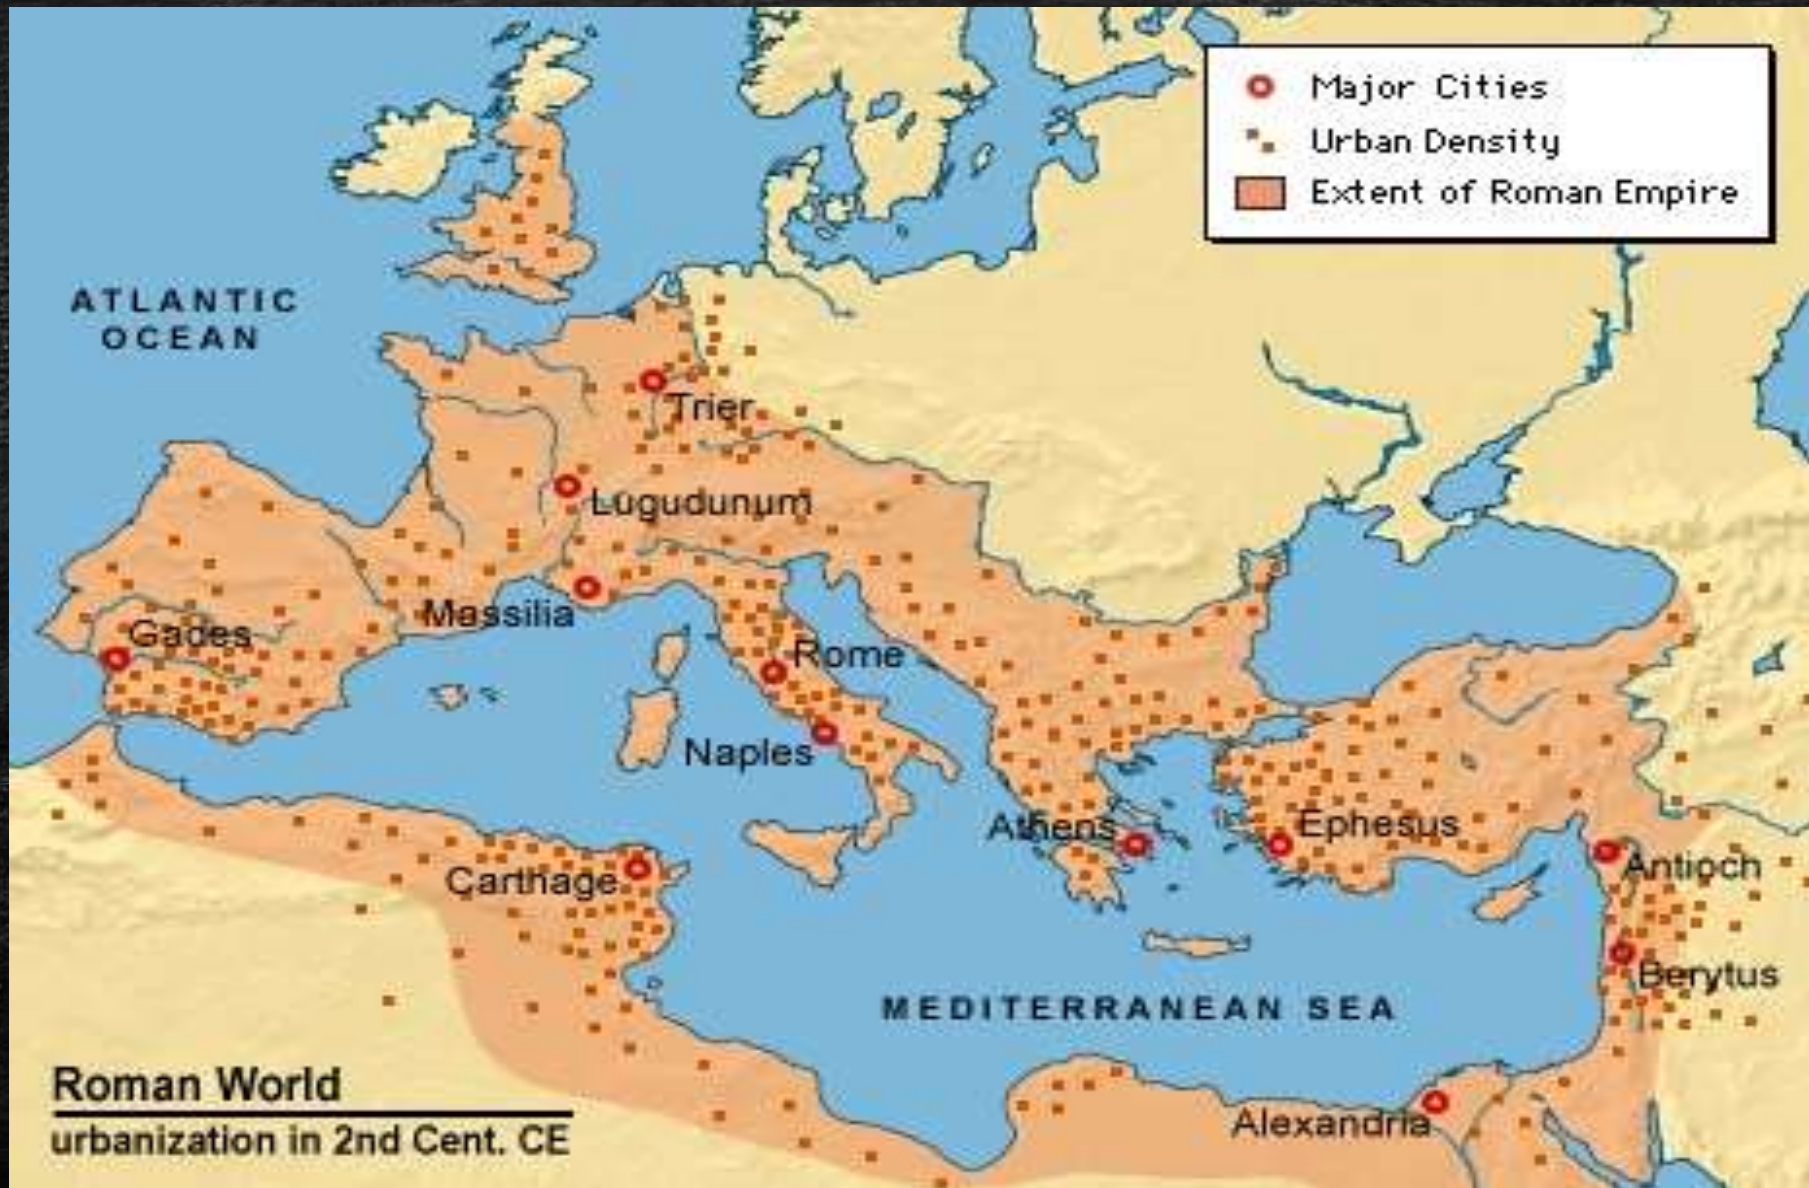 Major Cities
Urban Density
Extent of Roman Empire
ATLANTIC
OCEAN
Trier
Lugudunum
Massilia
Gades
Rome
Naples
Athens
Ephesus
Carthage
Antioch
Berytus
MEDITERRANEAN SEA
Alexandria
Roman World
urbanization in 2nd Cent. CE